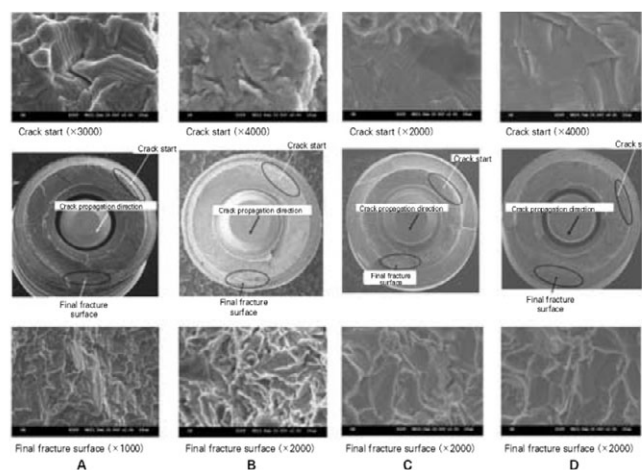 Crack start (×3000)
Crack start (×4000)
Crack start (×2000)
Crack start (×4000)
Crack start
Crack start
Crack start
Crack s
Crack propagation direction
Crack propagation direction
Crack propagation direction
Crack propagation direction
Final fracture
surface
Final fracture
surface
Final fracture
surface
Final fracture
surface
Final fracture surface (×1000)
Final fracture surface (×2000)
Final fracture surface (×2000)
Final fracture surface (×2000)
A
B
C
D